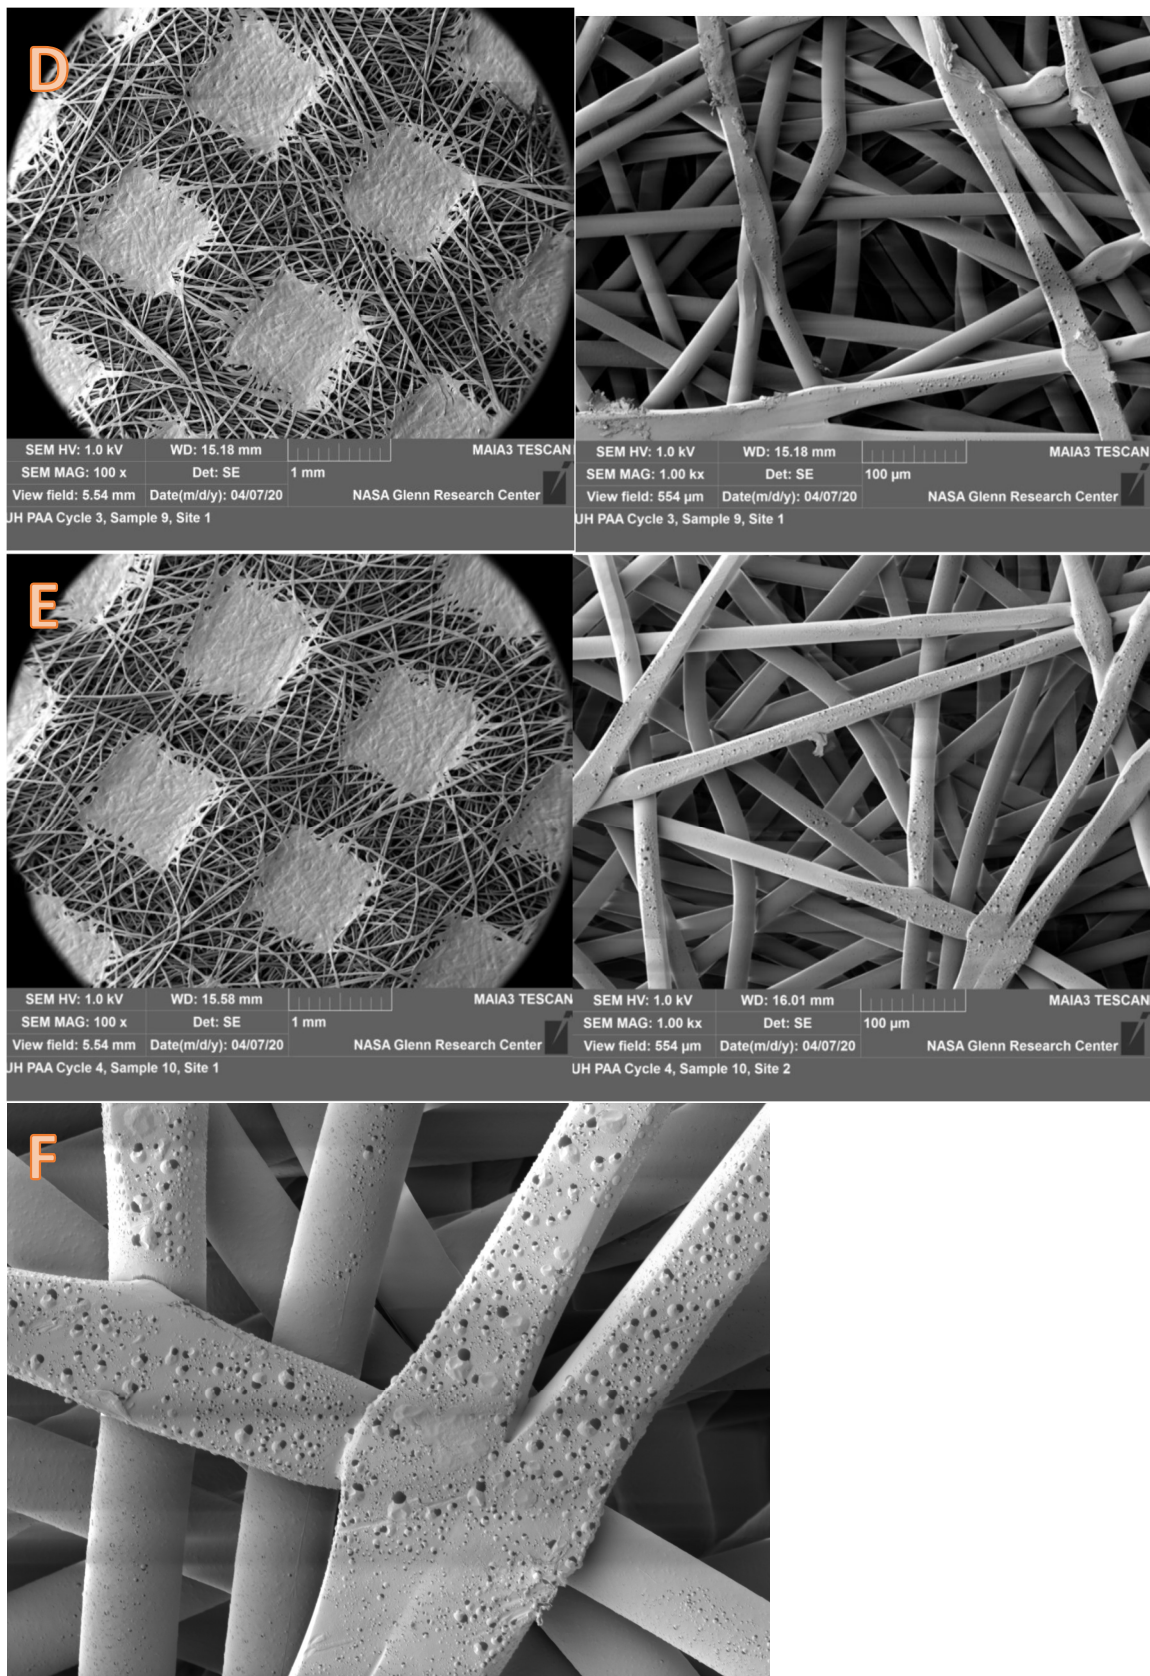 D
SEM HV: 1.0 kV WD: 15.18 mm MAIA3 TESCAN
SEM MAG: 100 x Det: SE 1 mm
View field: 5.54 mm Date(m/d/y): 04/07/20 NASA Glenn Research Center
UH PAA Cycle 3, Sample 9, Site 1
SEM HV: 1.0 kV WD: 15.18 mm MAIA3 TESCAN
SEM MAG: 1.00 kx Det: SE 100 µm
View field: 554 µm Date(m/d/y): 04/07/20 NASA Glenn Research Center
UH PAA Cycle 3, Sample 9, Site 1
E
SEM HV: 1.0 kV WD: 15.58 mm MAIA3 TESCAN
SEM MAG: 100 x Det: SE 1 mm
View field: 5.54 mm Date(m/d/y): 04/07/20 NASA Glenn Research Center
UH PAA Cycle 4, Sample 10, Site 1
SEM HV: 1.0 kV WD: 16.01 mm MAIA3 TESCAN
SEM MAG: 1.00 kx Det: SE 100 µm
View field: 554 µm Date(m/d/y): 04/07/20 NASA Glenn Research Center
UH PAA Cycle 4, Sample 10, Site 2
F